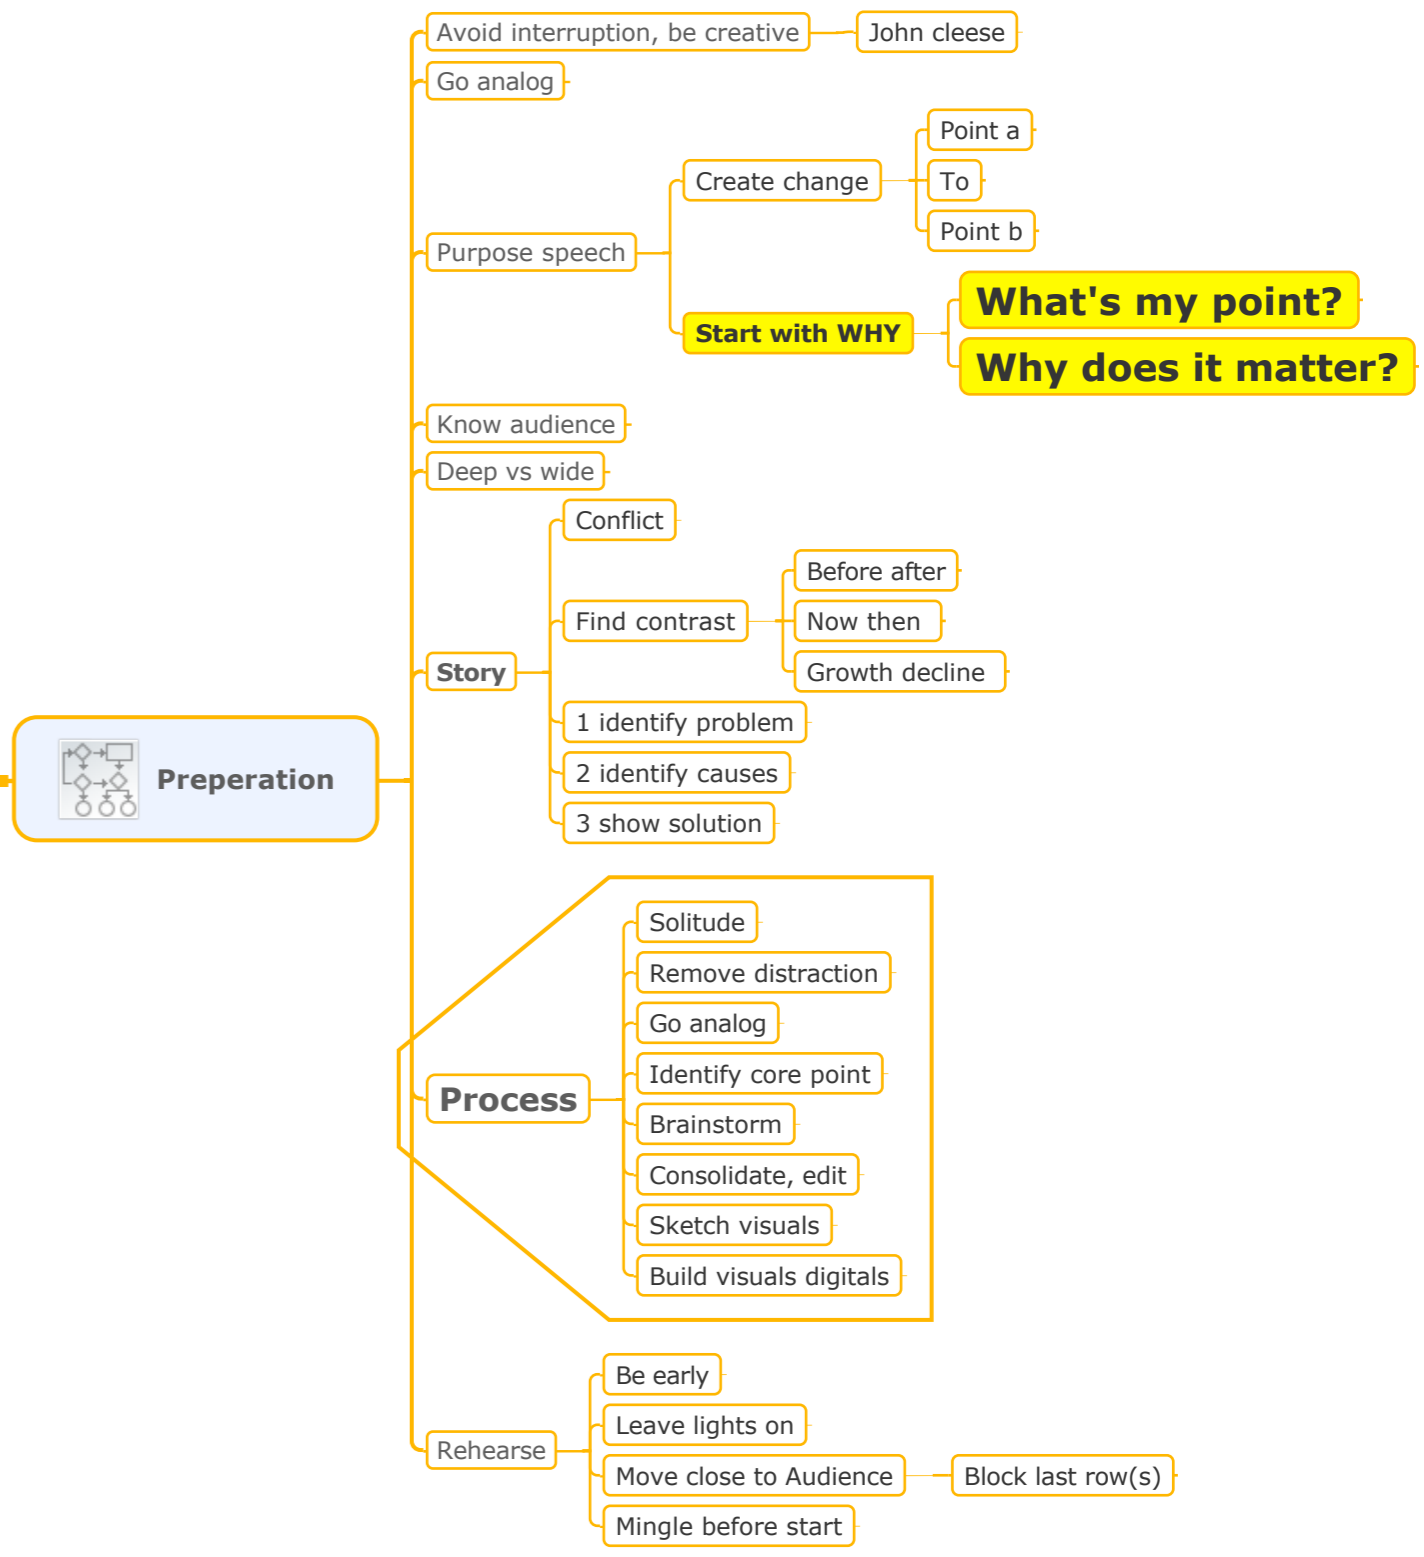 Preperation
Avoid interruption, be creative
John cleese
Go analog
Purpose speech
Create change
Point a
To
Point b
Start with WHY
What's my point?
Why does it matter?
Know audience
Deep vs wide
Story
Conflict
Find contrast
Before after
Now then
Growth decline
1 identify problem
2 identify causes
3 show solution
Process
Solitude
Remove distraction
Go analog
Identify core point
Brainstorm
Consolidate, edit
Sketch visuals
Build visuals digitals
Rehearse
Be early
Leave lights on
Move close to Audience
Block last row(s)
Mingle before start